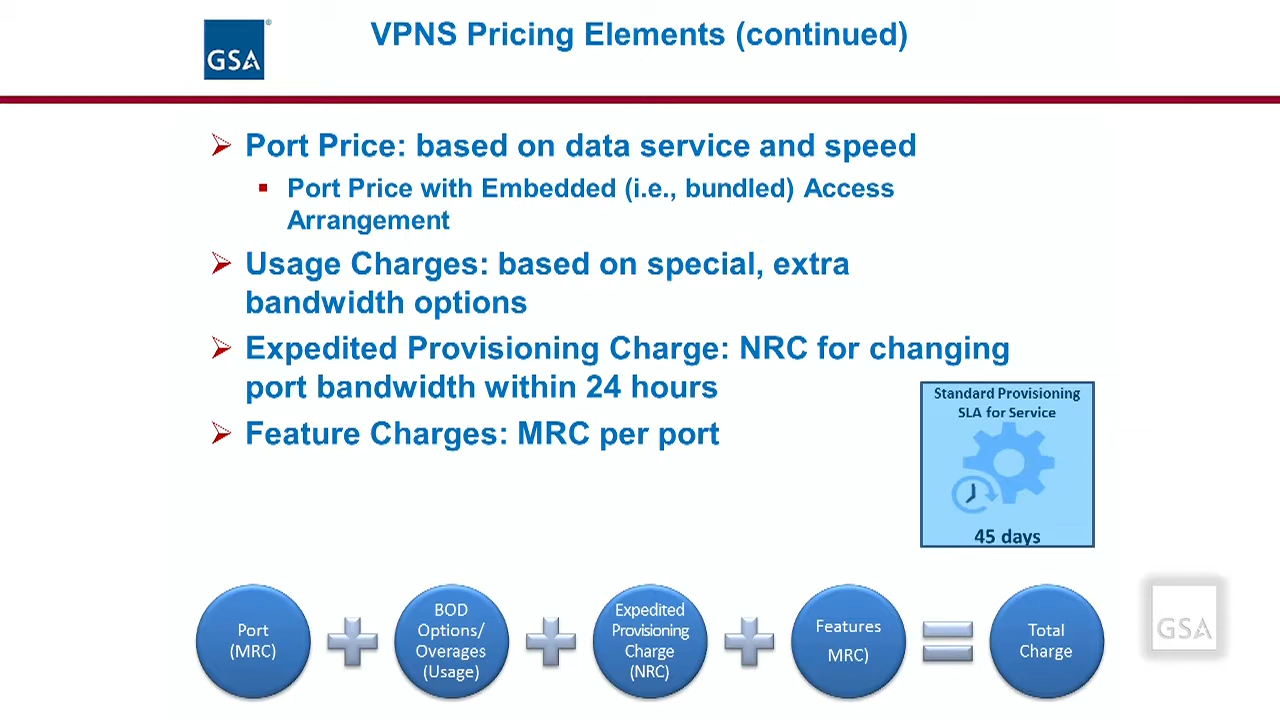 GSA
®
VPNS Pricing Elements (continued)
Port Price: based on data service and speed
Port Price with Embedded (i.e., bundled) Access
Arrangement
Usage Charges: based on special, extra
bandwidth options
Expedited Provisioning Charge: NRC for changing
port bandwidth within 24 hours
Feature Charges: MRC per port
Standard Provisioning
SLA for Service
45 days
Port
(MRC)
BOD
Options/
Overages
(Usage)
Expedited
Provisioning
Charge
(NRC)
Features
MRC)
Total
Charge
GSA